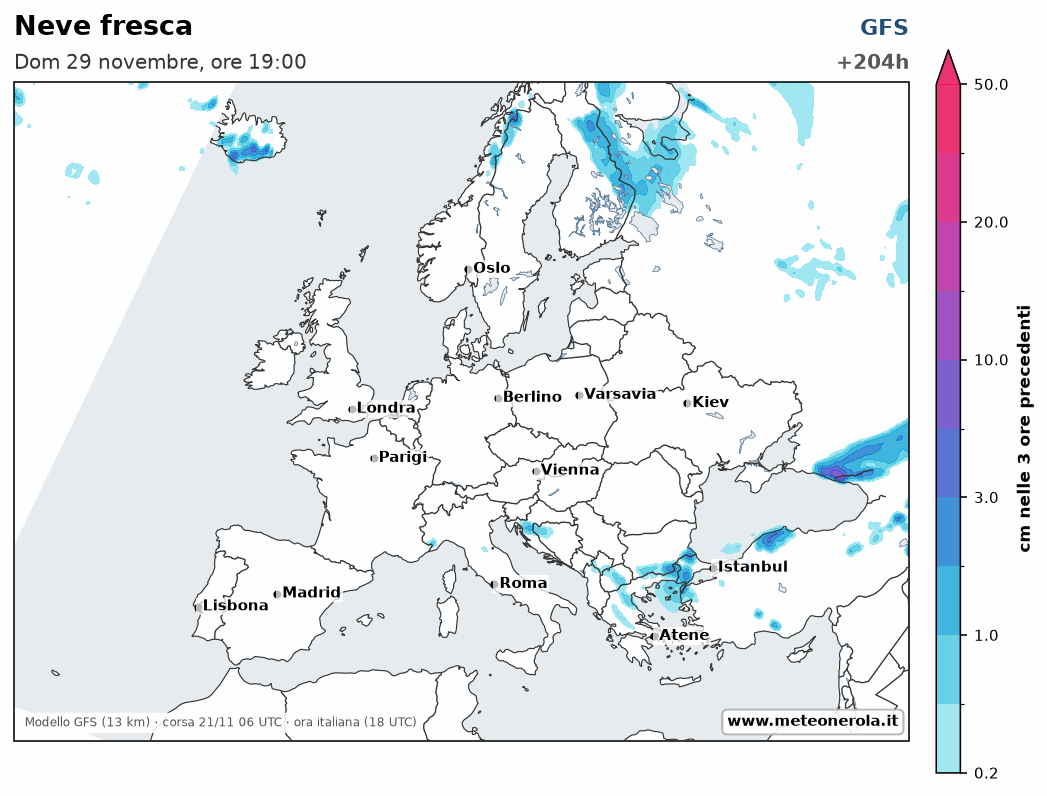 Neve fresca
GFS
Dom 29 novembre, ore 19:00
+204h
50.0
20.0
10.0
3.0
1.0
0.2
cm nelle 3 ore precedenti
Oslo
Berlino
Varsavia
Kiev
Londra
Parigi
Vienna
Istanbul
Roma
Madrid
Lisbona
Atene
Modello GFS (13 km) · corsa 21/11 06 UTC · ora italiana (18 UTC)
www.meteonerola.it